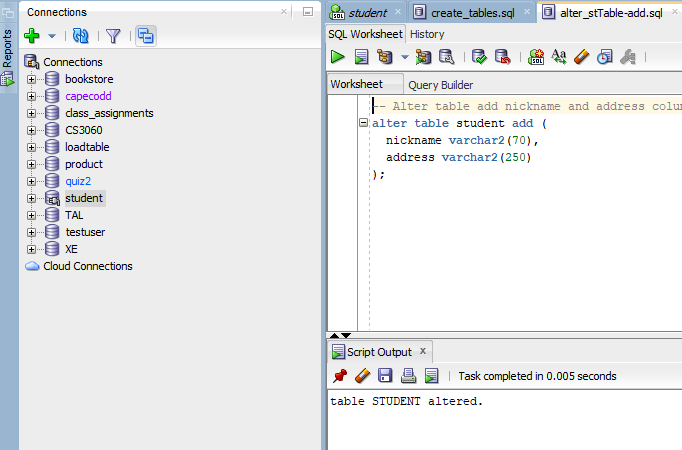 Reports
Connections
Connections
bookstore
capecodd
class_assignments
CS3060
loadtable
product
quiz2
student
TAL
testuser
XE
Cloud Connections
student
create_tables.sql
alter_stTable-add.sql
SQL Worksheet History
Worksheet Query Builder
-- Alter table add nickname and address colu
alter table student add (
nickname varchar2(70),
address varchar2(250)
);
Script Output x
Task completed in 0.005 seconds
table STUDENT altered.